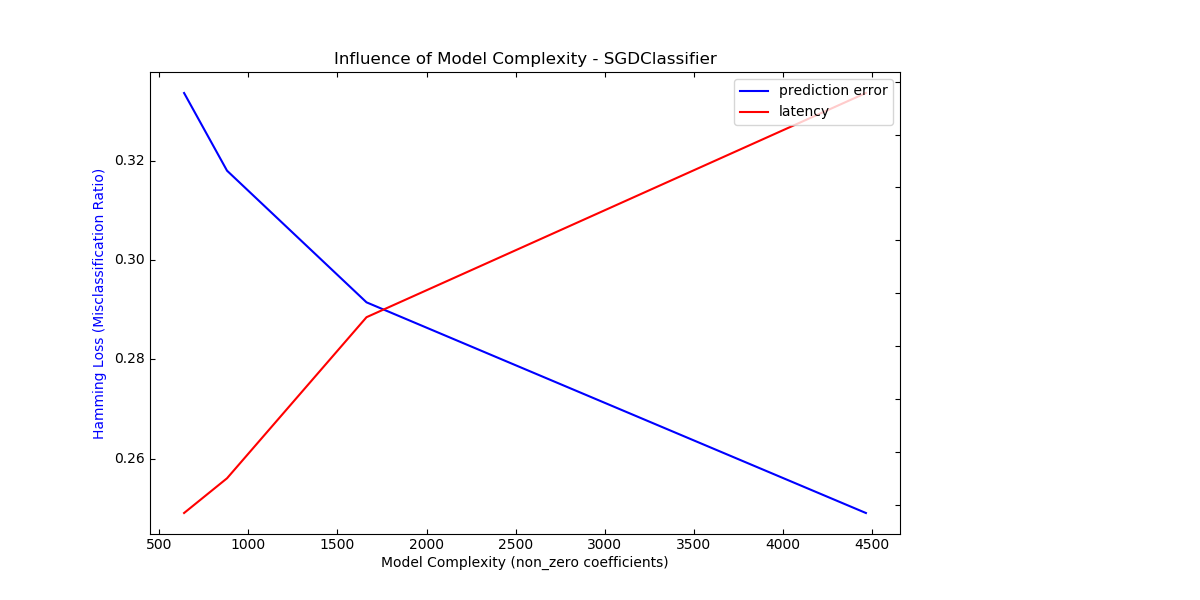 Influence of Model Complexity - SGDClassifier
prediction error
latency
Hamming Loss (Misclassification Ratio)
0.32
0.30
0.28
0.26
500 1000 1500 2000 2500 3000 3500 4000 4500
Model Complexity (non_zero coefficients)